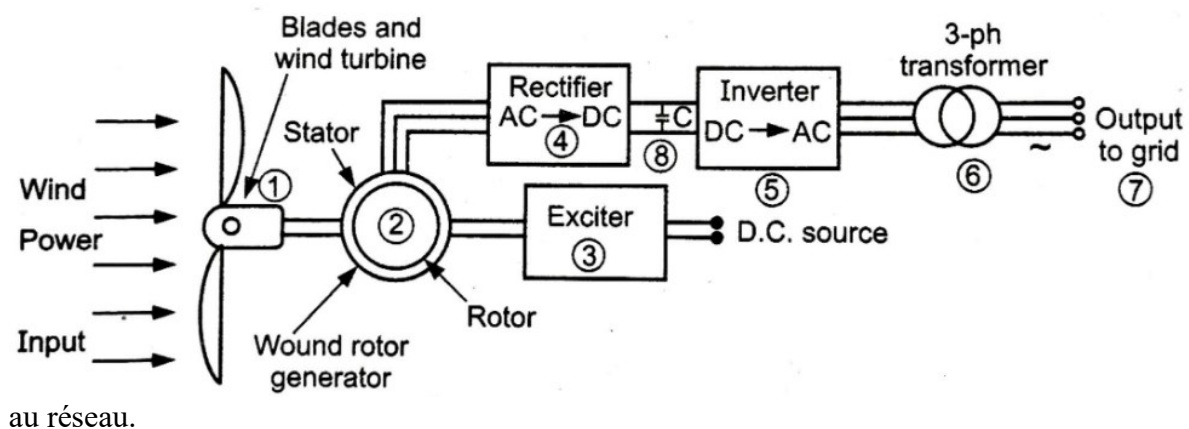 Blades and
wind turbine
①
Wind
Power
Input
Stator
②
Wound rotor
generator
Rotor
Rectifier
AC → DC
④
C
⑧
Inverter
DC → AC
⑤
3-ph
transformer
⑥
~
Output
to grid
⑦
Exciter
③
D.C. source
au réseau.